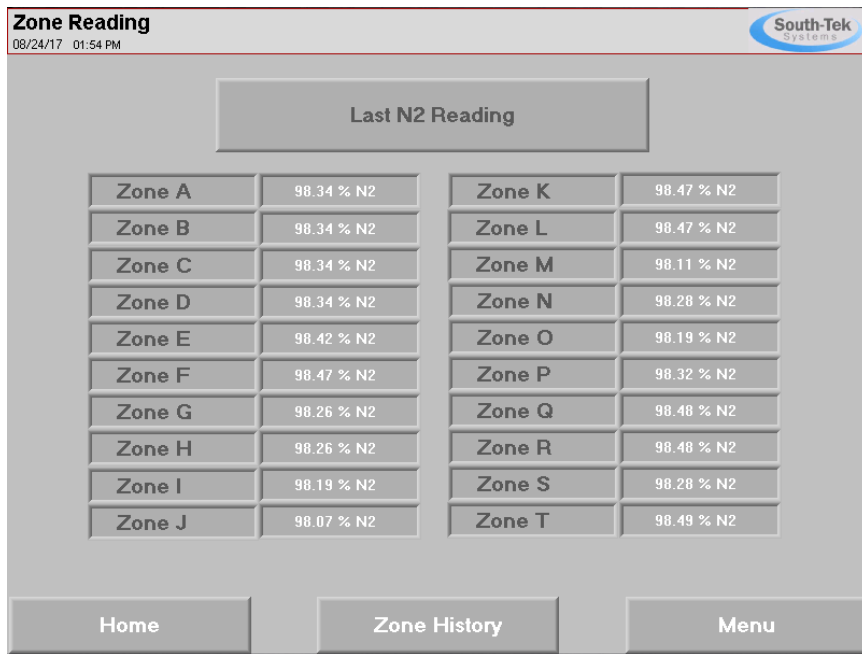 Zone Reading
08/24/17 01:54 PM
South-Tek
Systems
Last N2 Reading
Zone A 98.34 % N2
Zone B 98.34 % N2
Zone C 98.34 % N2
Zone D 98.34 % N2
Zone E 98.42 % N2
Zone F 98.47 % N2
Zone G 98.26 % N2
Zone H 98.26 % N2
Zone I 98.19 % N2
Zone J 98.07 % N2
Zone K 98.47 % N2
Zone L 98.47 % N2
Zone M 98.11 % N2
Zone N 98.28 % N2
Zone O 98.19 % N2
Zone P 98.32 % N2
Zone Q 98.48 % N2
Zone R 98.48 % N2
Zone S 98.28 % N2
Zone T 98.49 % N2
Home
Zone History
Menu